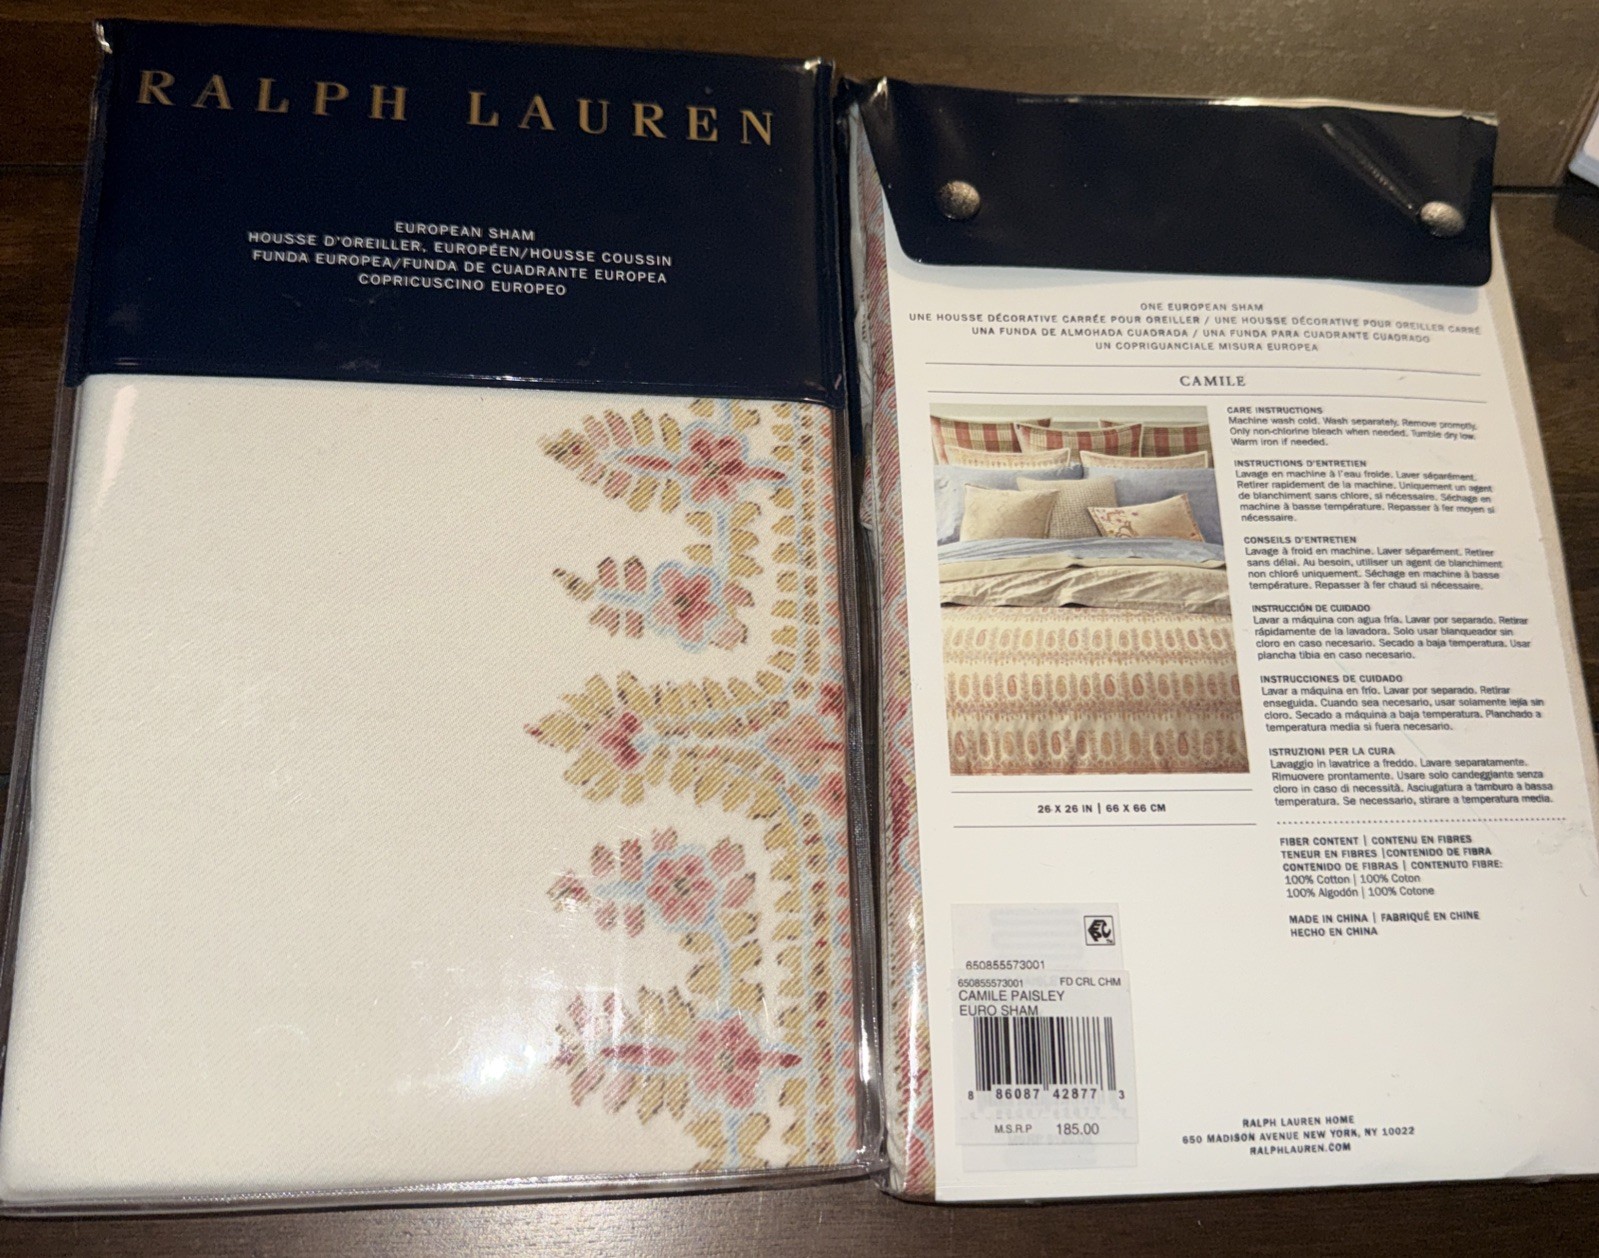 RALPH LAUREN
EUROPEAN SHAM
HOUSSE D'OREILLER, EUROPÉEN/HOUSSE COUSSIN
FUNDA EUROPEA/FUNDA DE CUADRANTE EUROPEA
COPRICUSCINO EUROPEO
ONE EUROPEAN SHAM
UNE HOUSSE DÉCORATIVE CARRÉE POUR OREILLER / UNE HOUSSE DÉCORATIVE POUR OREILLER CARRÉ
UNA FUNDA DE ALMOHADA CUADRADA / UNA FUNDA PARA CUADRANTE CUADRADO
UN COPRIGUANCIALE MISURA EUROPEA
CAMILE
CARE INSTRUCTIONS
Machine wash cold. Wash separately. Remove promptly.
Only non-chlorine bleach when needed. Tumble dry low.
Warm iron if needed.
INSTRUCTIONS D'ENTRETIEN
Lavage en machine à l'eau froide. Laver séparément.
Retirer rapidement de la machine. Uniquement un agent
de blanchiment sans chlore, si nécessaire. Séchage en
machine à basse température. Repasser à fer moyen si
nécessaire.
CONSEILS D'ENTRETIEN
Lavage à froid en machine. Laver séparément. Retirer
sans délai. Au besoin, utiliser un agent de blanchiment
non chloré uniquement. Séchage en machine à basse
température. Repasser à fer chaud si nécessaire.
INSTRUCCIÓN DE CUIDADO
Lavar a máquina con agua fría. Lavar por separado. Retirar
rápidamente de la lavadora. Solo usar blanqueador sin
cloro en caso necesario. Secado a baja temperatura. Usar
plancha tibia en caso necesario.
INSTRUCCIONES DE CUIDADO
Lavar a máquina en frío. Lavar por separado. Retirar
enseguida. Cuando sea necesario, usar solamente lejía sin
cloro. Secado a máquina a baja temperatura. Planchado a
temperatura media si fuera necesario.
ISTRUZIONI PER LA CURA
Lavaggio in lavatrice a freddo. Lavare separatamente.
Rimuovere prontamente. Usare solo candeggiante senza
cloro in caso di necessità. Asciugatura a tamburo a bassa
temperatura. Se necessario, stirare a temperatura media.
26 X 26 IN | 66 X 66 CM
FIBER CONTENT | CONTENU EN FIBRES
TENEUR EN FIBRES | CONTENIDO DE FIBRA
CONTENIDO DE FIBRAS | CONTENUTO FIBRE:
100% Cotton | 100% Coton
100% Algodón | 100% Cotone
MADE IN CHINA | FABRIQUÉ EN CHINE
HECHO EN CHINA
650855573001
650855573001 FD CRL CHM
CAMILE PAISLEY
EURO SHAM
8 86087 42877 3
M.S.R.P 185.00
RALPH LAUREN HOME
650 MADISON AVENUE NEW YORK, NY 10022
RALPHLAUREN.COM